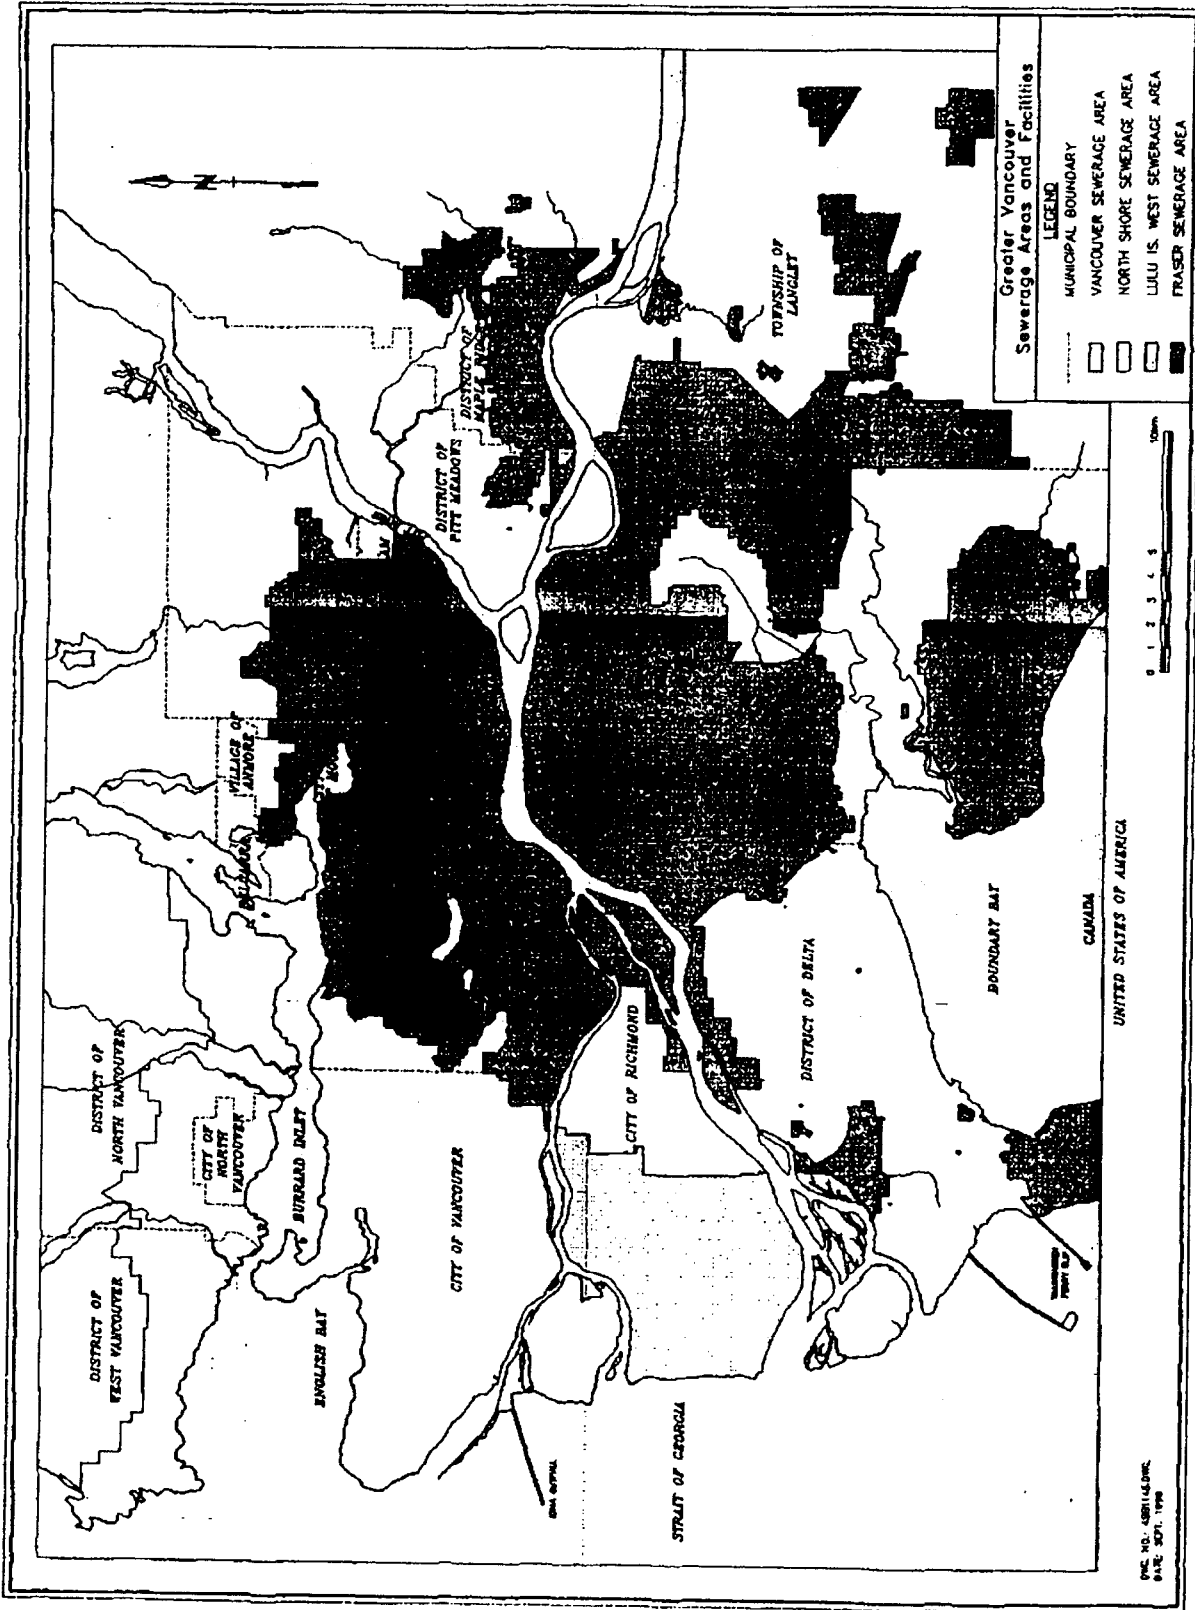 Greater Vancouver
Sewerage Areas and Facilities
LEGEND
MUNICIPAL BOUNDARY
VANCOUVER SEWERAGE AREA
NORTH SHORE SEWERAGE AREA
LULU IS. WEST SEWERAGE AREA
FRASER SEWERAGE AREA
N
DISTRICT OF
WEST VANCOUVER
DISTRICT OF
NORTH VANCOUVER
CITY OF
NORTH
VANCOUVER
BURRARD INLET
ENGLISH BAY
CITY OF VANCOUVER
VILLAGE OF
ANMORE
DISTRICT OF
PITT MEADOWS
DISTRICT OF
MAPLE RIDGE
TOWNSHIP OF
LANGLEY
CITY OF RICHMOND
DISTRICT OF DELTA
STRAIT OF GEORGIA
BOUNDARY BAY
CANADA
UNITED STATES OF AMERICA
IONA OUTFALL
0 1 2 3 4 5 10km
DATE: SEPT. 1998